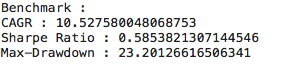 Benchmark :
CAGR : 10.527580048068753
Sharpe Ratio : 0.5853821307144546
Max-Drawdown : 23.20126616506341